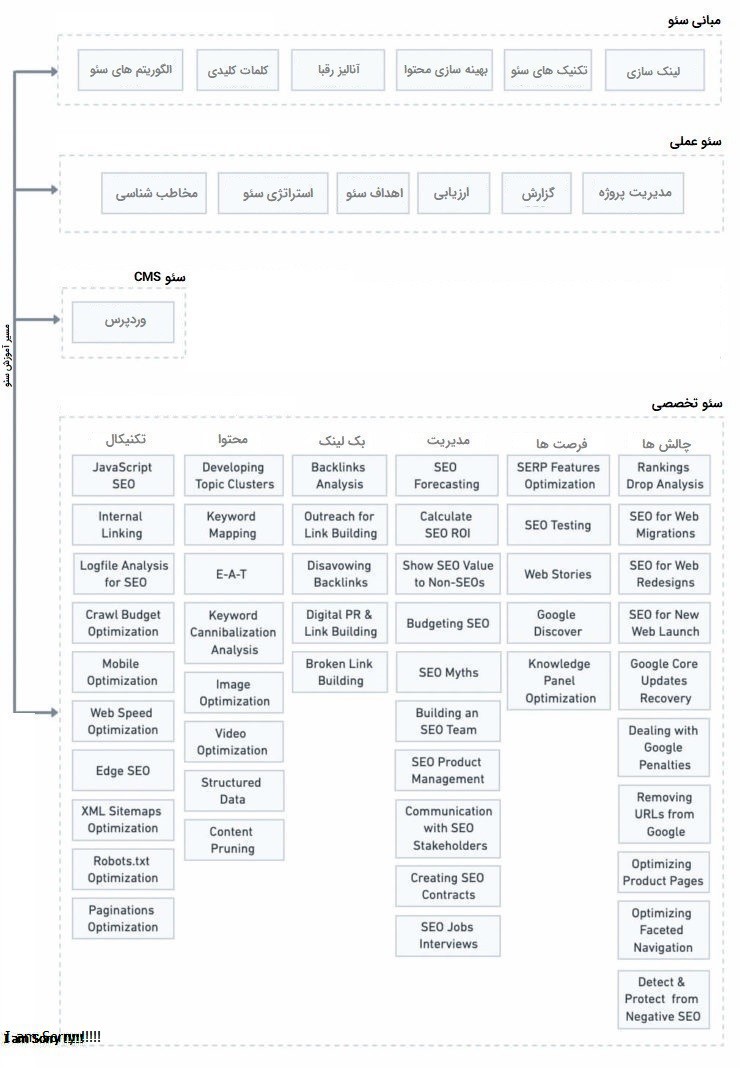 مبانی سئو
لینک سازی
تکنیک های سئو
بهینه سازی محتوا
آنالیز رقبا
کلمات کلیدی
الگوریتم های سئو
سئو عملی
مدیریت پروژه
گزارش
ارزیابی
اهداف سئو
استراتژی سئو
مخاطب شناسی
سئو CMS
وردپرس
مسیر آموزش سئو
سئو تخصصی
تکنیکال
JavaScript
SEO
Internal
Linking
Logfile Analysis
for SEO
Crawl Budget
Optimization
Mobile
Optimization
Web Speed
Optimization
Edge SEO
XML Sitemaps
Optimization
Robots.txt
Optimization
Paginations
Optimization
محتوا
Developing
Topic Clusters
Keyword
Mapping
E-A-T
Keyword
Cannibalization
Analysis
Image
Optimization
Video
Optimization
Structured
Data
Content
Pruning
بک لینک
Backlinks
Analysis
Outreach for
Link Building
Disavowing
Backlinks
Digital PR &
Link Building
Broken Link
Building
مدیریت
SEO
Forecasting
Calculate
SEO ROI
Show SEO Value
to Non-SEOs
Budgeting SEO
SEO Myths
Building an
SEO Team
SEO Product
Management
Communication
with SEO
Stakeholders
Creating SEO
Contracts
SEO Jobs
Interviews
فرصت ها
SERP Features
Optimization
SEO Testing
Web Stories
Google
Discover
Knowledge
Panel
Optimization
چالش ها
Rankings
Drop Analysis
SEO for Web
Migrations
SEO for Web
Redesigns
SEO for New
Web Launch
Google Core
Updates
Recovery
Dealing with
Google
Penalties
Removing
URLs from
Google
Optimizing
Product Pages
Optimizing
Faceted
Navigation
Detect &
Protect from
Negative SEO